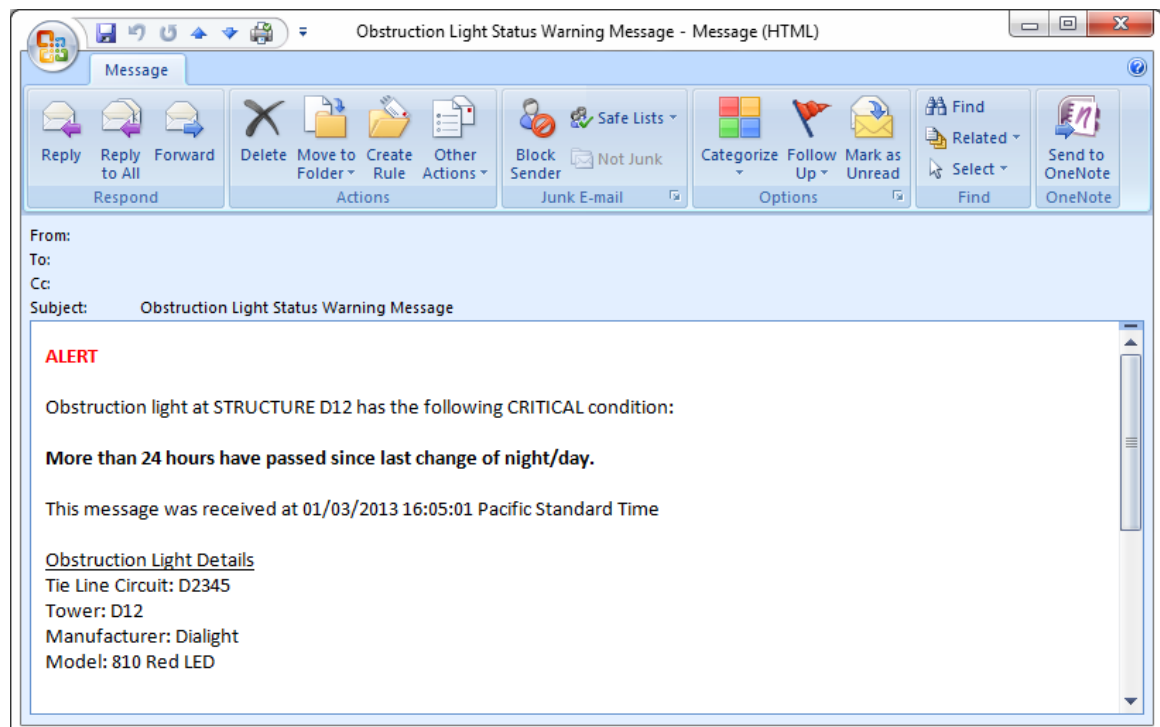 Obstruction Light Status Warning Message - Message (HTML)
Message
Reply Reply to All Forward
Respond
Delete Move to Folder Create Rule Other Actions
Actions
Block Sender Safe Lists Not Junk
Junk E-mail
Categorize Follow Up Mark as Unread
Options
Find Related Select
Find
Send to OneNote
OneNote
From:
To:
Cc:
Subject: Obstruction Light Status Warning Message
ALERT
Obstruction light at STRUCTURE D12 has the following CRITICAL condition:
More than 24 hours have passed since last change of night/day.
This message was received at 01/03/2013 16:05:01 Pacific Standard Time
Obstruction Light Details
Tie Line Circuit: D2345
Tower: D12
Manufacturer: Dialight
Model: 810 Red LED